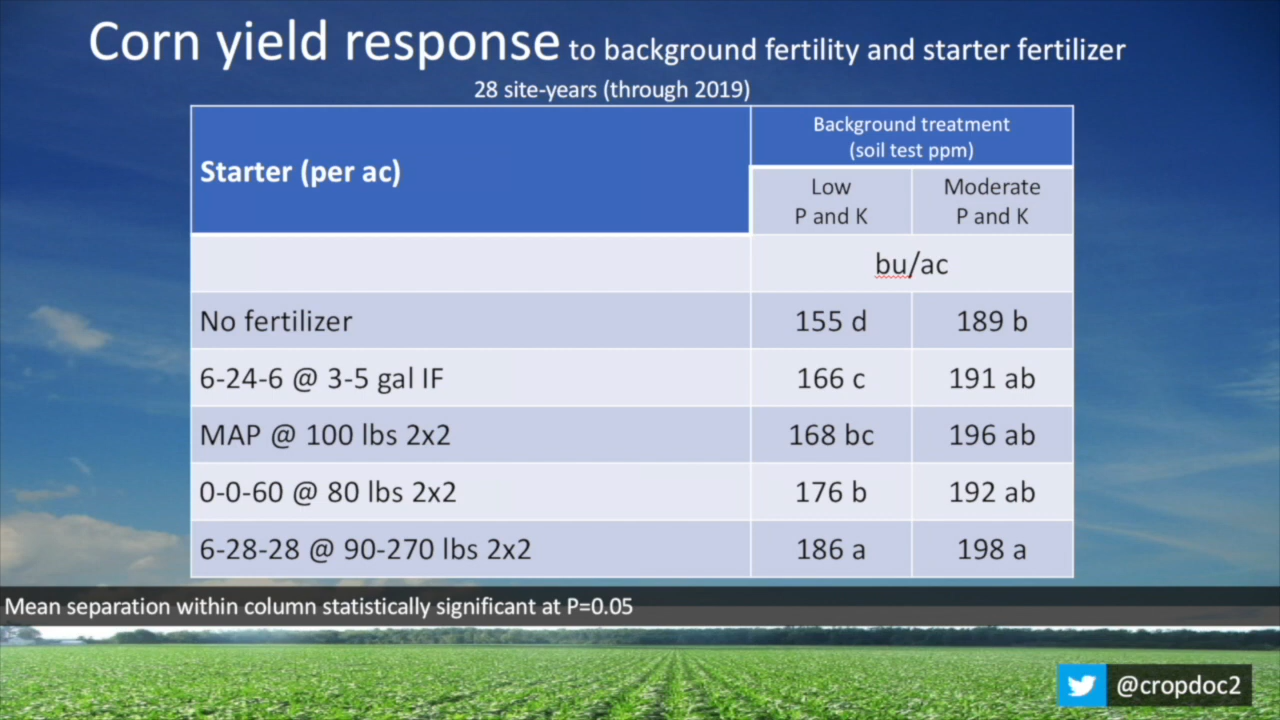 Corn yield response to background fertility and starter fertilizer
28 site-years (through 2019)
Starter (per ac)
Background treatment
(soil test ppm)
Low
P and K
Moderate
P and K
bu/ac
No fertilizer 155 d 189 b
6-24-6 @ 3-5 gal IF 166 c 191 ab
MAP @ 100 lbs 2x2 168 bc 196 ab
0-0-60 @ 80 lbs 2x2 176 b 192 ab
6-28-28 @ 90-270 lbs 2x2 186 a 198 a
Mean separation within column statistically significant at P=0.05
@cropdoc2